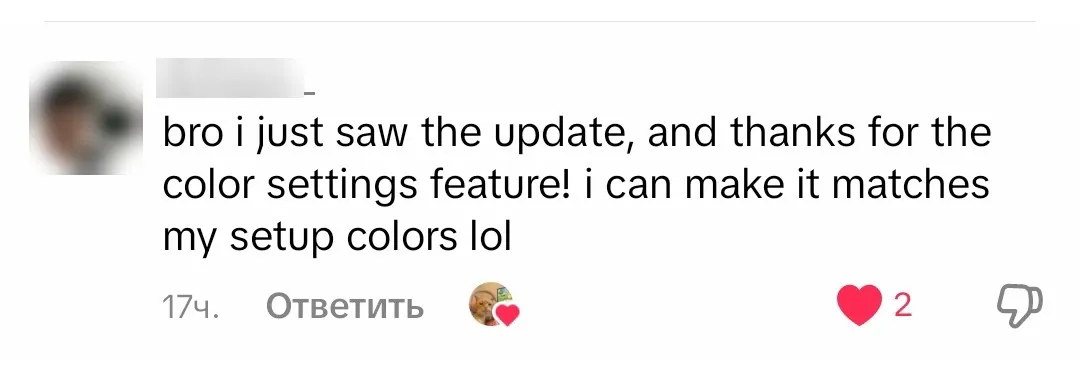 bro i just saw the update, and thanks for the
color settings feature! i can make it matches
my setup colors lol
17ч. Ответить 2